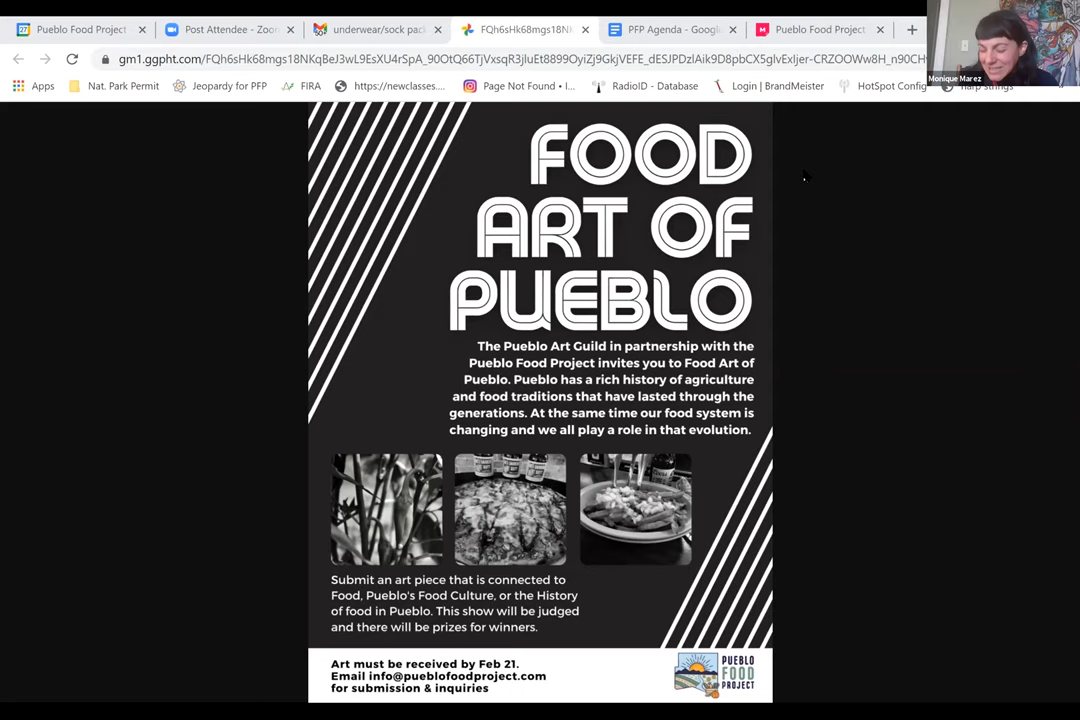 27 Pueblo Food Project
Post Attendee - Zoo
underwear/sock pac
FQh6sHk68mgs18N
PFP Agenda - Google
Pueblo Food Project
Apps
Nat. Park Permit
Jeopardy for PFP
FIRA
https://newclasses....
Page Not Found • I...
RadioID - Database
Login | BrandMeister
HotSpot Config
harp strings
Monique Marez
FOOD
ART OF
PUEBLO
The Pueblo Art Guild in partnership with the
Pueblo Food Project invites you to Food Art of
Pueblo. Pueblo has a rich history of agriculture
and food traditions that have lasted through the
generations. At the same time our food system is
changing and we all play a role in that evolution.
Submit an art piece that is connected to
Food, Pueblo's Food Culture, or the History
of food in Pueblo. This show will be judged
and there will be prizes for winners.
Art must be received by Feb 21.
Email info@pueblofoodproject.com
for submission & inquiries
PUEBLO
FOOD
PROJECT